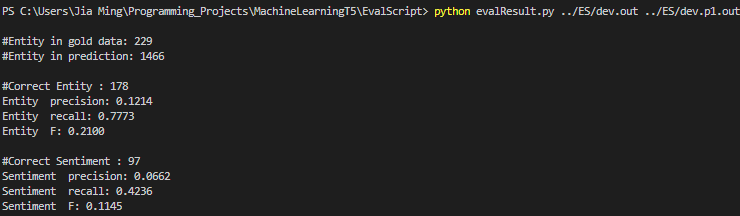 PS C:\Users\Jia Ming\Programming_Projects\MachineLearningT5\EvalScript> python evalResult.py ../ES/dev.out ../ES/dev.p1.out
#Entity in gold data: 229
#Entity in prediction: 1466
#Correct Entity : 178
Entity  precision: 0.1214
Entity  recall: 0.7773
Entity  F: 0.2100
#Correct Sentiment : 97
Sentiment  precision: 0.0662
Sentiment  recall: 0.4236
Sentiment  F: 0.1145